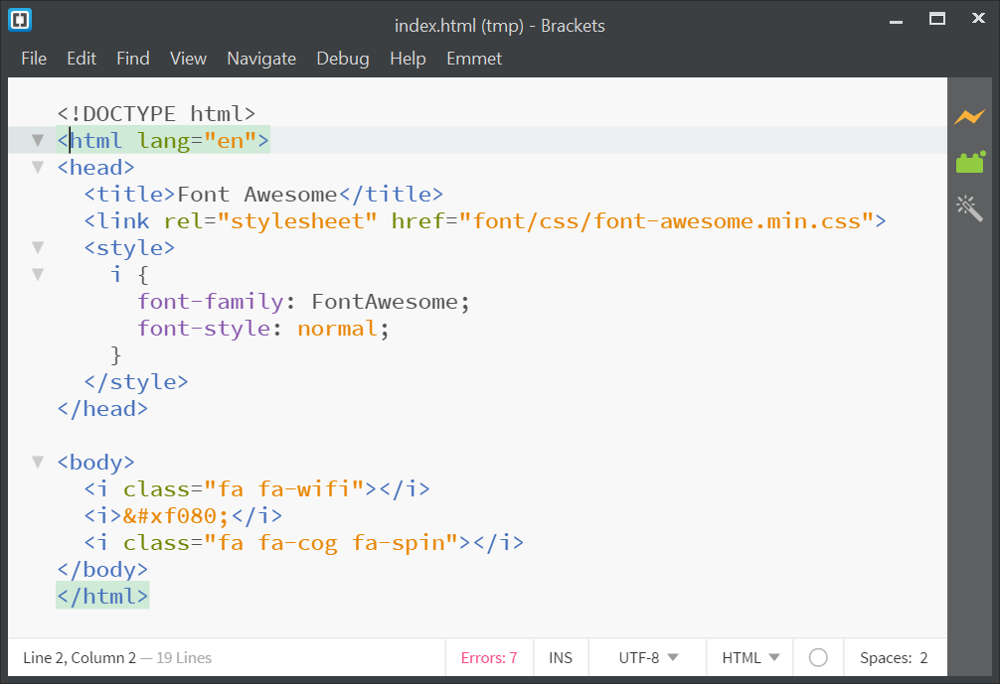 index.html (tmp) - Brackets
File Edit Find View Navigate Debug Help Emmet
<!DOCTYPE html>
<html lang="en">
<head>
  <title>Font Awesome</title>
  <link rel="stylesheet" href="font/css/font-awesome.min.css">
  <style>
    i {
      font-family: FontAwesome;
      font-style: normal;
    }
  </style>
</head>
<body>
  <i class="fa fa-wifi"></i>
  <i>&#xf080;</i>
  <i class="fa fa-cog fa-spin"></i>
</body>
</html>
Line 2, Column 2 — 19 Lines Errors: 7 INS UTF-8 HTML Spaces: 2